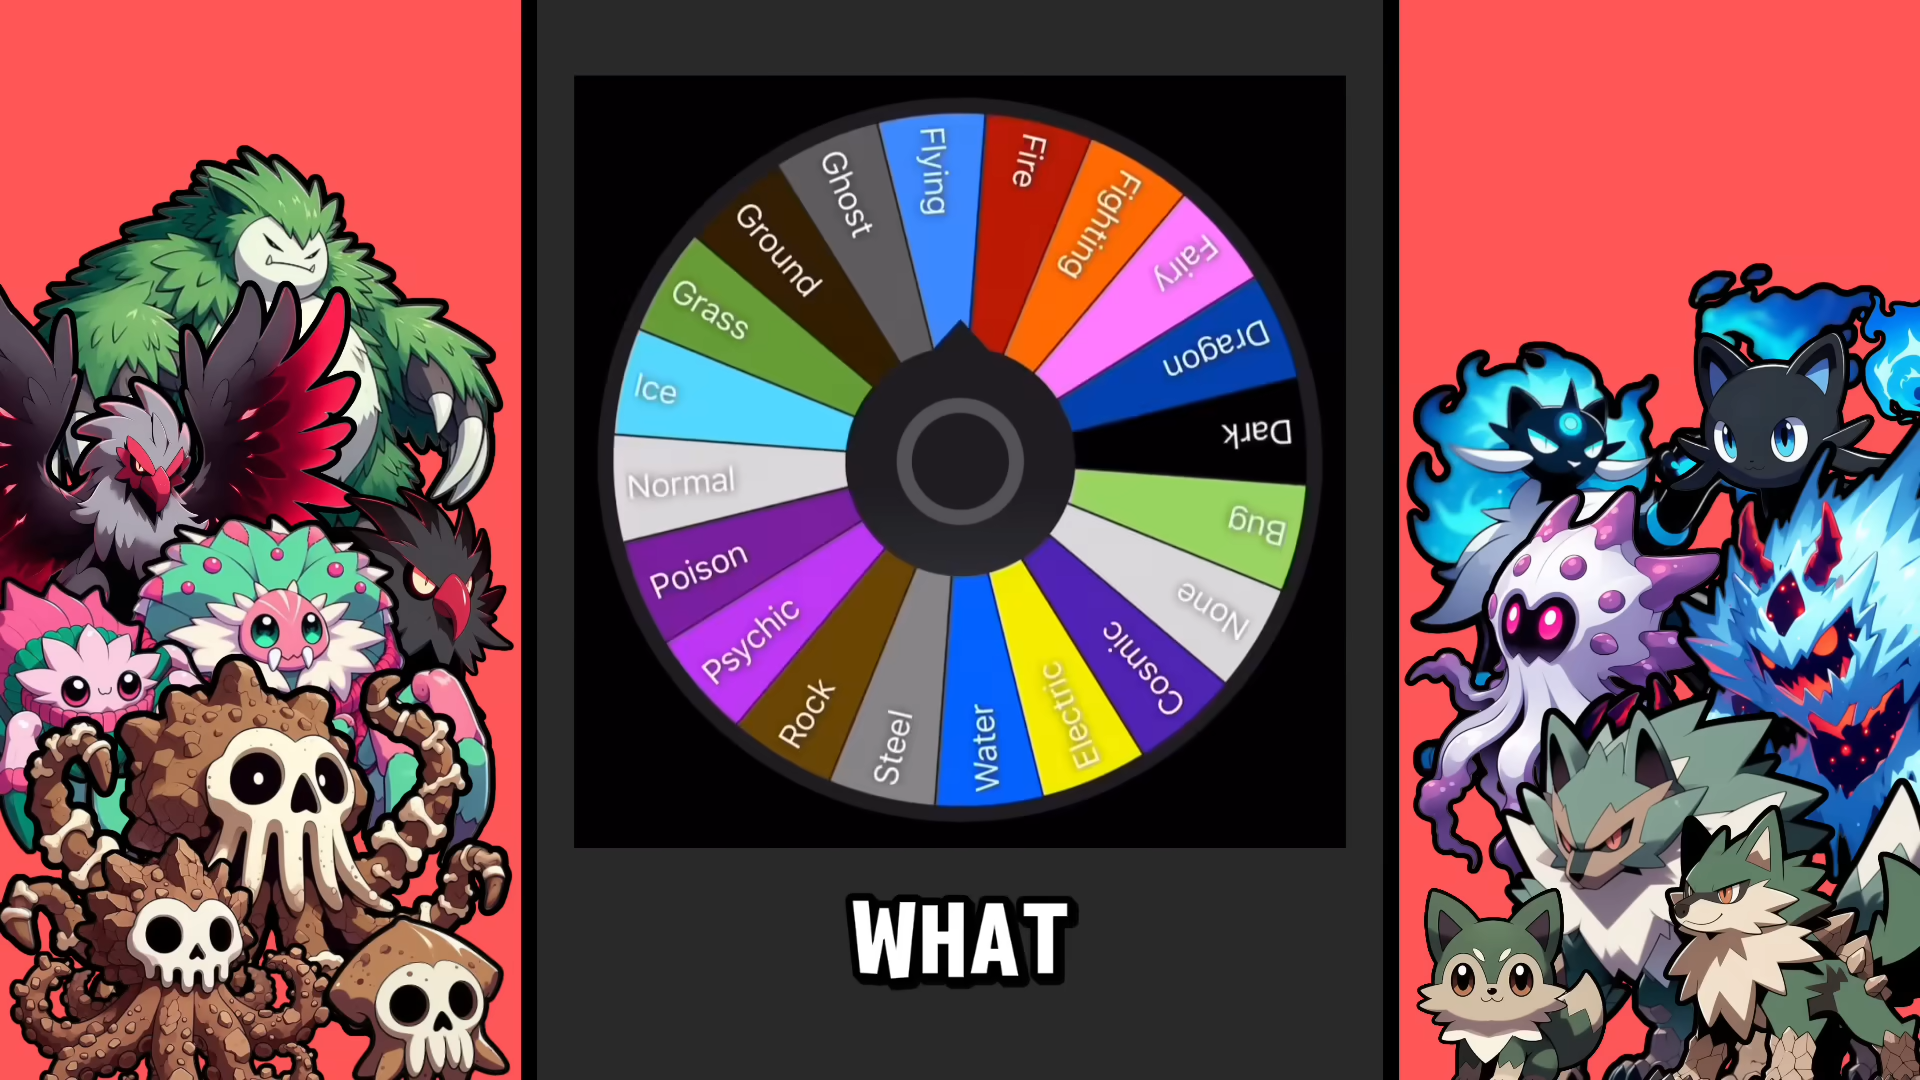 Flying
Fire
Fighting
Fairy
Dragon
Dark
Bug
None
Cosmic
Electric
Water
Steel
Rock
Psychic
Poison
Normal
Ice
Grass
Ground
Ghost
WHAT